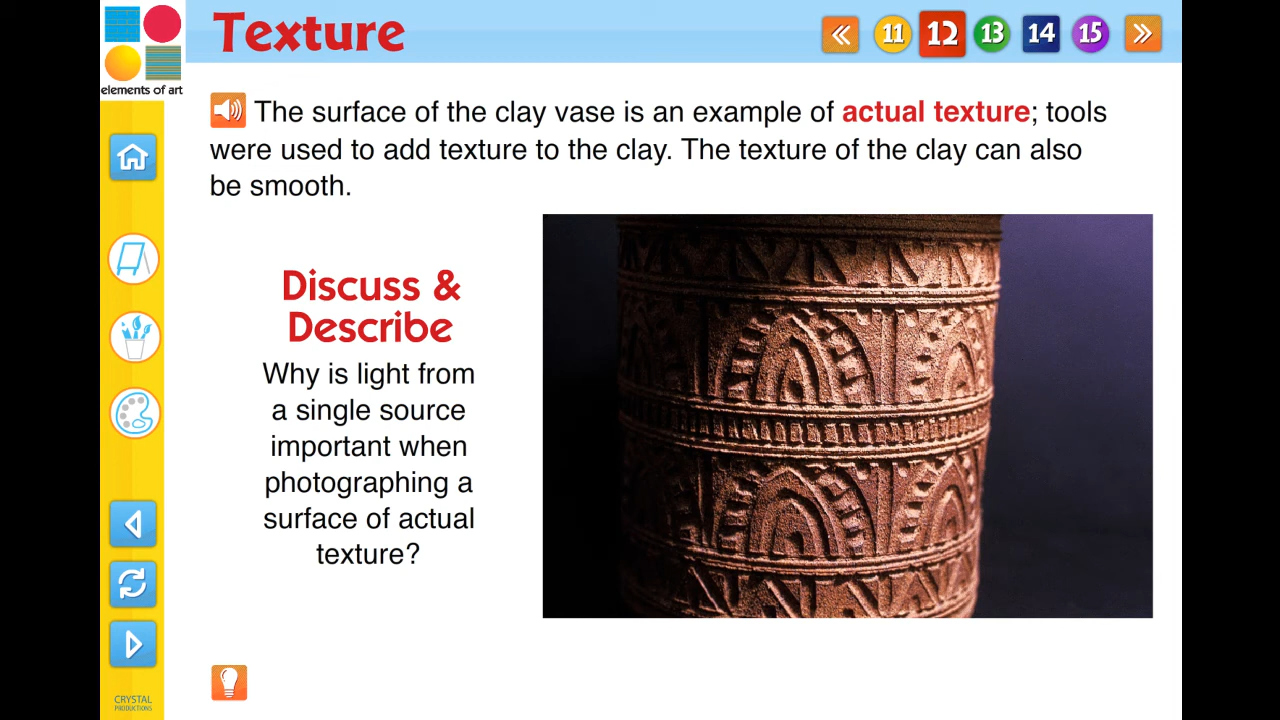 Texture
11 12 13 14 15
elements of art
The surface of the clay vase is an example of actual texture; tools
were used to add texture to the clay. The texture of the clay can also
be smooth.
Discuss &
Describe
Why is light from
a single source
important when
photographing a
surface of actual
texture?
CRYSTAL
PRODUCTIONS